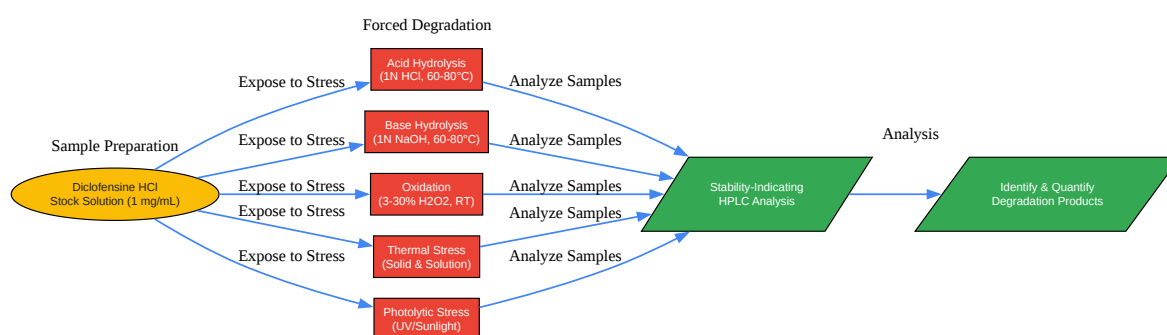 Forced Degradation
Acid Hydrolysis
(1N HCl, 60-80°C)
Expose to Stress
Analyze Samples
Base Hydrolysis
(1N NaOH, 60-80°C)
Expose to Stress
Analyze Samples
Analysis
Sample Preparation
Diclofensine HCl
Stock Solution (1 mg/mL)
Expose to Stress
Oxidation
(3-30% H2O2, RT)
Analyze Samples
Stability-Indicating
HPLC Analysis
Identify & Quantify
Degradation Products
Expose to Stress
Analyze Samples
Thermal Stress
(Solid & Solution)
Expose to Stress
Analyze Samples
Photolytic Stress
(UV/Sunlight)